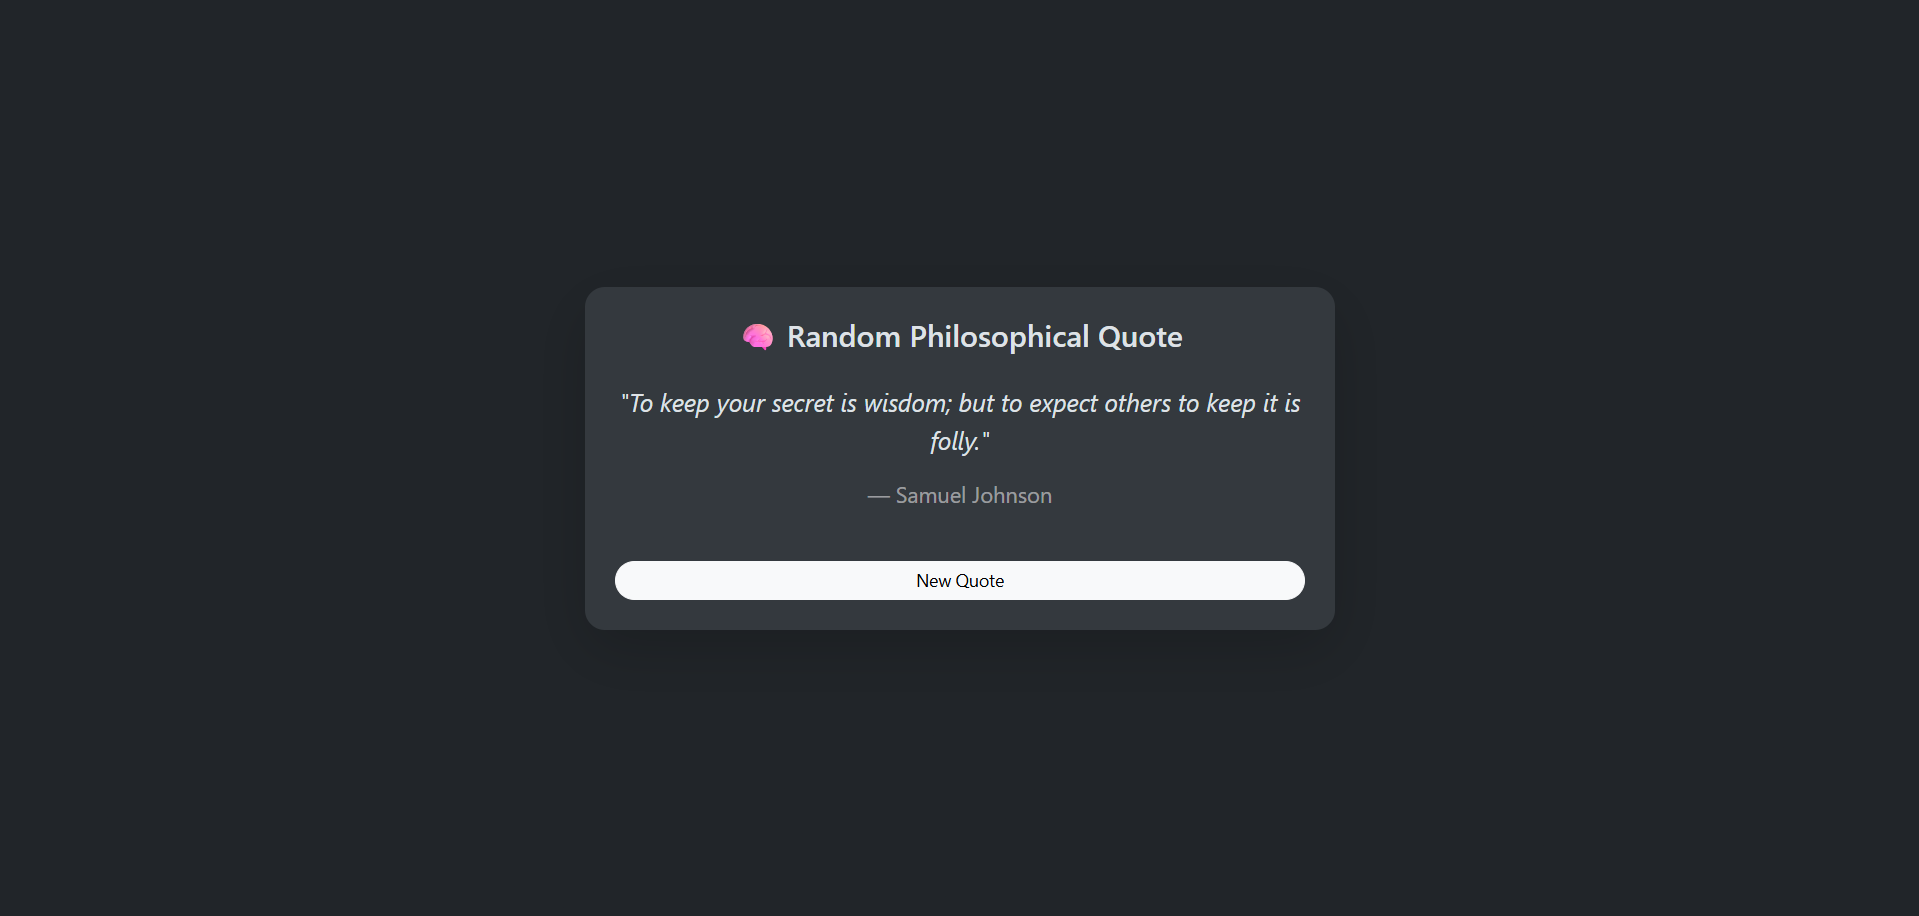 🧠 Random Philosophical Quote
"To keep your secret is wisdom; but to expect others to keep it is
folly."
— Samuel Johnson
New Quote